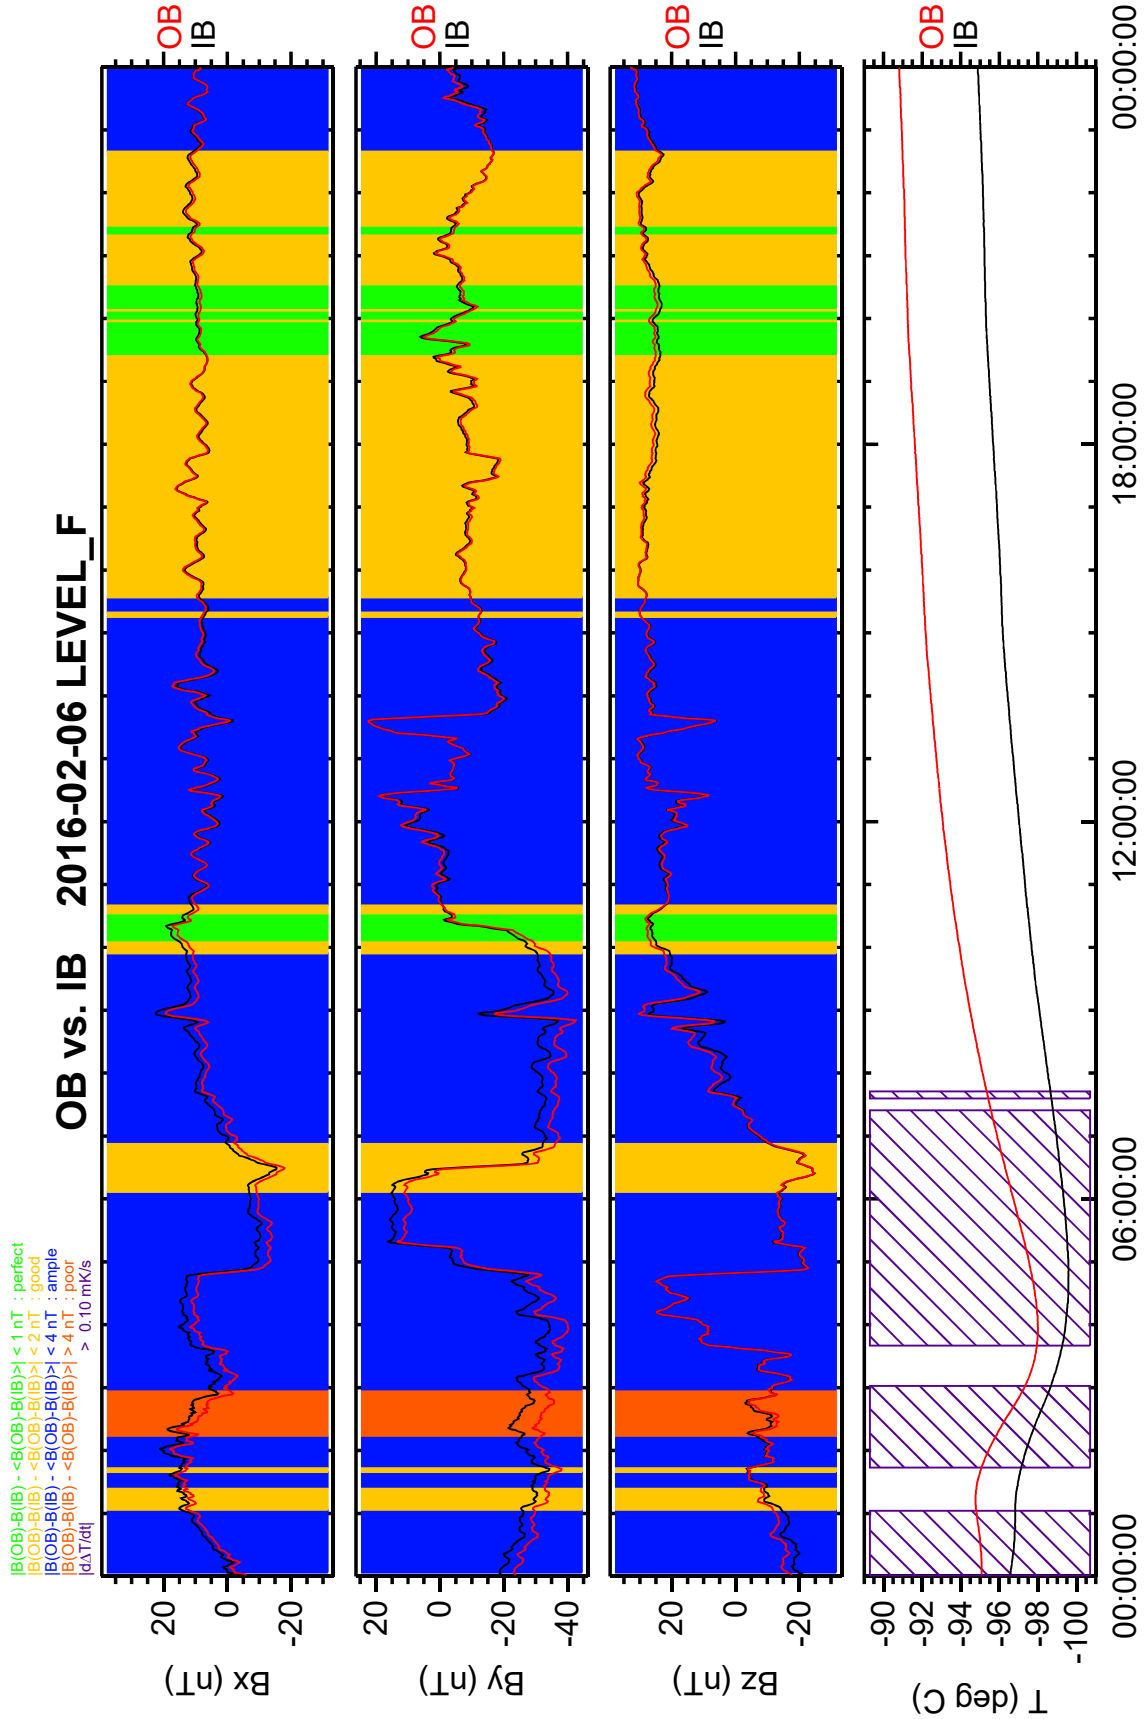 OB vs. IB 2016-02-06 LEVEL_F
|B(OB)-B(IB) - <B(OB)-B(IB)>| < 1 nT : perfect
|B(OB)-B(IB) - <B(OB)-B(IB)>| < 2 nT : good
|B(OB)-B(IB) - <B(OB)-B(IB)>| < 4 nT : ample
|B(OB)-B(IB) - <B(OB)-B(IB)>| > 4 nT : poor
|dΔT/dt| > 0.10 mK/s
Bx (nT)
20
0
-20
OB
IB
By (nT)
20
0
-20
-40
OB
IB
Bz (nT)
20
0
-20
OB
IB
T (deg C)
-90
-92
-94
-96
-98
-100
OB
IB
00:00:00
06:00:00
12:00:00
18:00:00
00:00:00